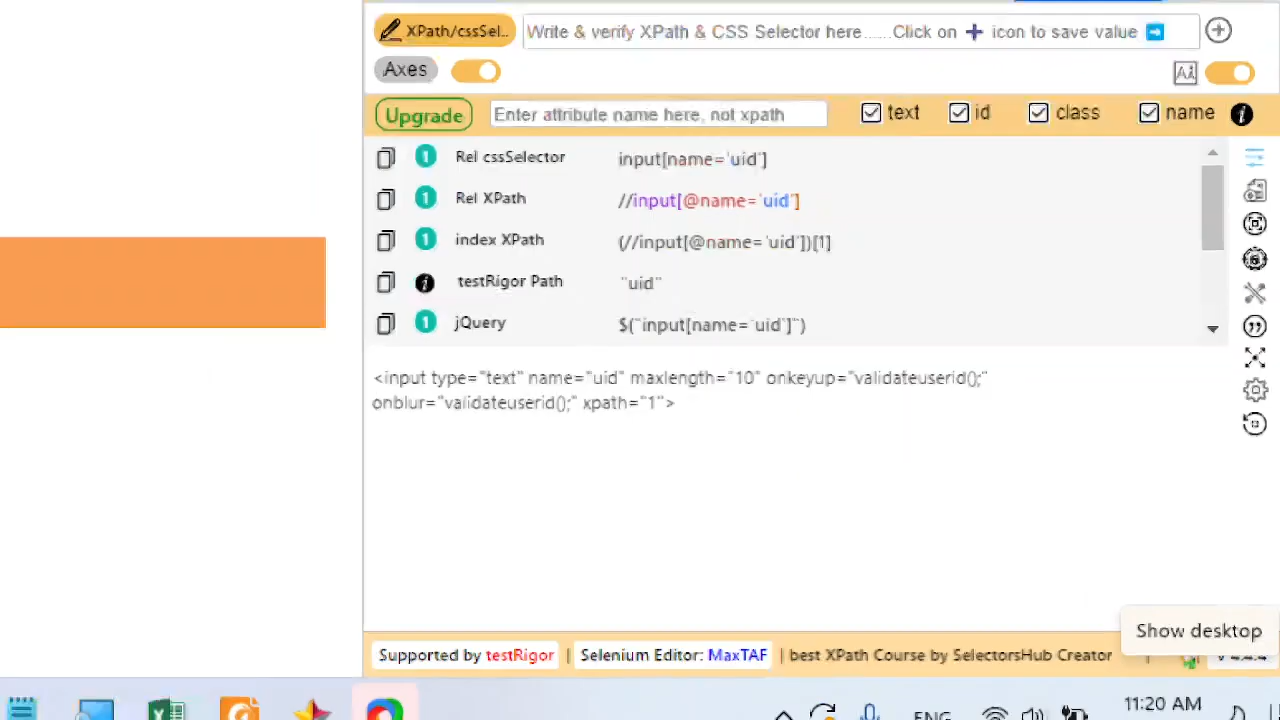 XPath/cssSel.. Write & verify XPath & CSS Selector here......Click on ➕ icon to save value ➡
Axes
Upgrade Enter attribute name here, not xpath text id class name
1 Rel cssSelector input[name='uid']
1 Rel XPath //input[@name='uid']
1 index XPath (//input[@name='uid'])[1]
testRigor Path "uid"
1 jQuery $("input[name='uid']")
<input type="text" name="uid" maxlength="10" onkeyup="validateuserid();"
onblur="validateuserid();" xpath="1">
Show desktop
Supported by testRigor | Selenium Editor: MaxTAF | best XPath Course by SelectorsHub Creator |
11:20 AM
ENG